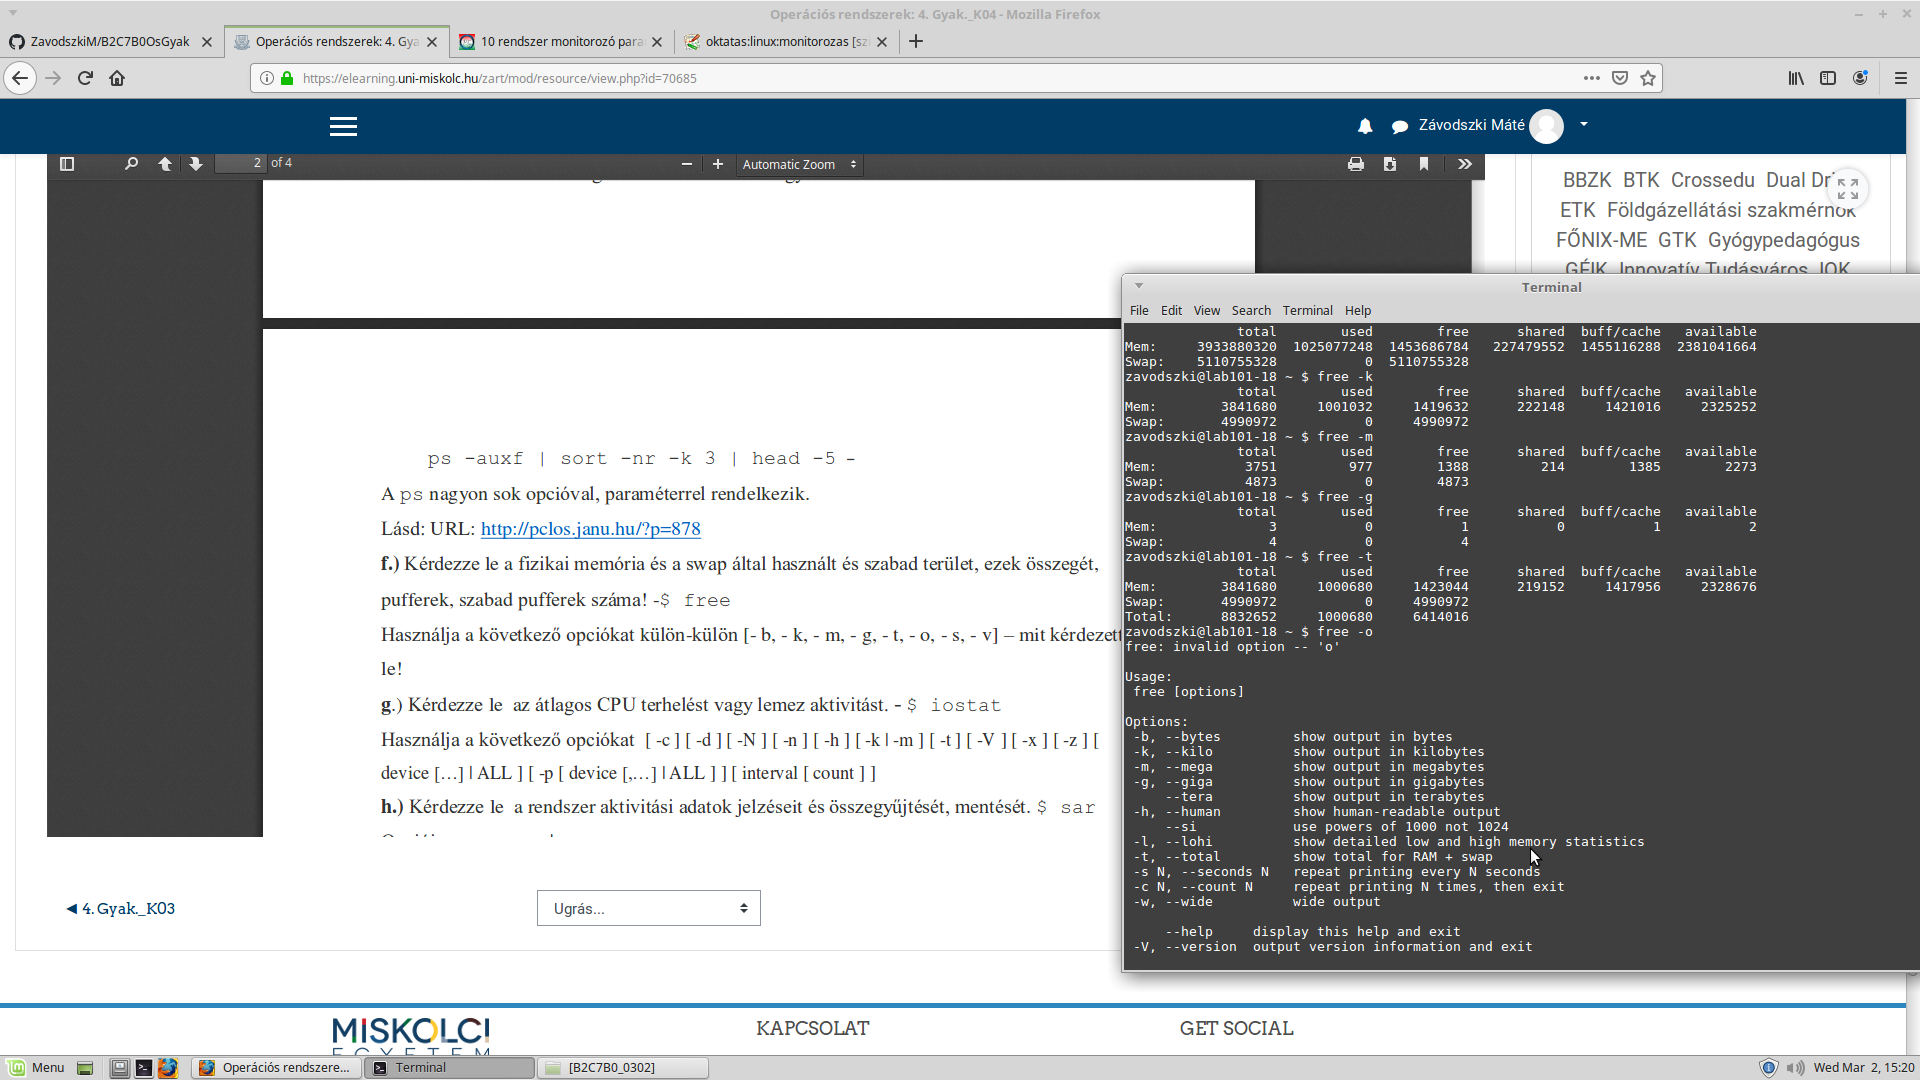 Operációs rendszerek: 4. Gyak._K04 - Mozilla Firefox
ZavodszkiM/B2C7B0OsGyak
Operációs rendszerek: 4. Gya
10 rendszer monitorozó para
oktatas:linux:monitorozas [sz
https://elearning.uni-miskolc.hu/zart/mod/resource/view.php?id=70685
Závodszki Máté
2 of 4
Automatic Zoom
BBZK BTK Crossedu Dual
ETK Földgázellátási szakmérnök
FŐNIX-ME GTK Gyógypedagógus
GÉIK Innovatív Tudásváros JOK
ps -auxf | sort -nr -k 3 | head -5 -
A ps nagyon sok opcióval, paraméterrel rendelkezik.
Lásd: URL: http://pclos.janu.hu/?p=878
f.) Kérdezze le a fizikai memória és a swap által használt és szabad terület, ezek összegét,
pufferek, szabad pufferek száma! -$ free
Használja a következő opciókat külön-külön [- b, - k, - m, - g, - t, - o, - s, - v] – mit kérdezett
le!
g.) Kérdezze le az átlagos CPU terhelést vagy lemez aktivitást. - $ iostat
Használja a következő opciókat [ -c ] [ -d ] [ -N ] [ -n ] [ -h ] [ -k | -m ] [ -t ] [ -V ] [ -x ] [ -z ] [
device […] | ALL ] [ -p [ device [,…] | ALL ] ] [ interval [ count ] ]
h.) Kérdezze le a rendszer aktivitási adatok jelzéseit és összegyűjtését, mentését. $ sar
◄ 4. Gyak._K03
Ugrás...
MISKOLCI
EGYETEM
KAPCSOLAT
GET SOCIAL
Terminal
File Edit View Search Terminal Help
total used free shared buff/cache available
Mem: 3933880320 1025077248 1453686784 227479552 1455116288 2381041664
Swap: 5110755328 0 5110755328
zavodszki@lab101-18 ~ $ free -k
total used free shared buff/cache available
Mem: 3841680 1001032 1419632 222148 1421016 2325252
Swap: 4990972 0 4990972
zavodszki@lab101-18 ~ $ free -m
total used free shared buff/cache available
Mem: 3751 977 1388 214 1385 2273
Swap: 4873 0 4873
zavodszki@lab101-18 ~ $ free -g
total used free shared buff/cache available
Mem: 3 0 1 0 1 2
Swap: 4 0 4
zavodszki@lab101-18 ~ $ free -t
total used free shared buff/cache available
Mem: 3841680 1000680 1423044 219152 1417956 2328676
Swap: 4990972 0 4990972
Total: 8832652 1000680 6414016
zavodszki@lab101-18 ~ $ free -o
free: invalid option -- 'o'
Usage:
free [options]
Options:
-b, --bytes show output in bytes
-k, --kilo show output in kilobytes
-m, --mega show output in megabytes
-g, --giga show output in gigabytes
--tera show output in terabytes
-h, --human show human-readable output
--si use powers of 1000 not 1024
-l, --lohi show detailed low and high memory statistics
-t, --total show total for RAM + swap
-s N, --seconds N repeat printing every N seconds
-c N, --count N repeat printing N times, then exit
-w, --wide wide output
--help display this help and exit
-V, --version output version information and exit
Menu
Operációs rendszere...
Terminal
[B2C7B0_0302]
Wed Mar 2, 15:20